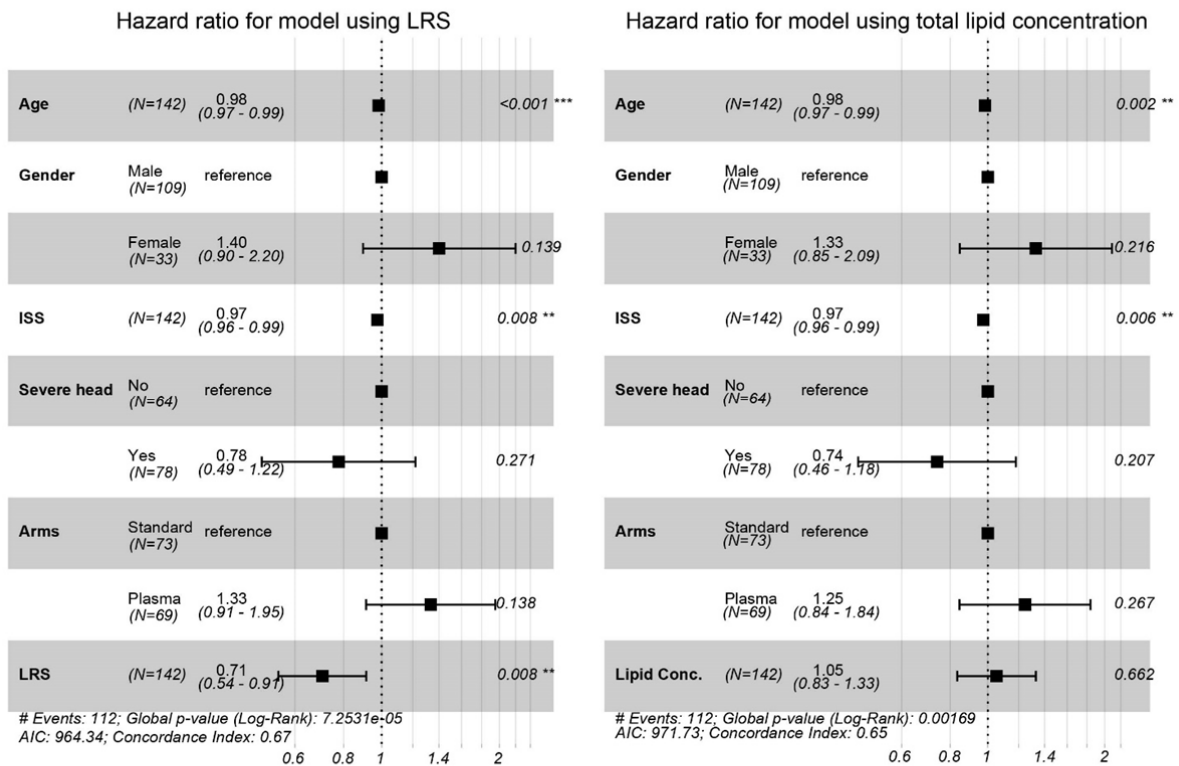 Hazard ratio for model using LRS
Age (N=142) 0.98 <0.001 ***
(0.97 - 0.99)
Gender Male reference
(N=109)
Female 1.40 0.139
(N=33) (0.90 - 2.20)
ISS (N=142) 0.97 0.008 **
(0.96 - 0.99)
Severe head No reference
(N=64)
Yes 0.78 0.271
(N=78) (0.49 - 1.22)
Arms Standard reference
(N=73)
Plasma 1.33 0.138
(N=69) (0.91 - 1.95)
LRS (N=142) 0.71 0.008 **
(0.54 - 0.91)
# Events: 112; Global p-value (Log-Rank): 7.2531e-05
AIC: 964.34; Concordance Index: 0.67
0.6 0.8 1 1.4 2
Hazard ratio for model using total lipid concentration
Age (N=142) 0.98 0.002 **
(0.97 - 0.99)
Gender Male reference
(N=109)
Female 1.33 0.216
(N=33) (0.85 - 2.09)
ISS (N=142) 0.97 0.006 **
(0.96 - 0.99)
Severe head No reference
(N=64)
Yes 0.74 0.207
(N=78) (0.46 - 1.18)
Arms Standard reference
(N=73)
Plasma 1.25 0.267
(N=69) (0.84 - 1.84)
Lipid Conc. (N=142) 1.05 0.662
(0.83 - 1.33)
# Events: 112; Global p-value (Log-Rank): 0.00169
AIC: 971.73; Concordance Index: 0.65
0.6 0.8 1 1.4 2